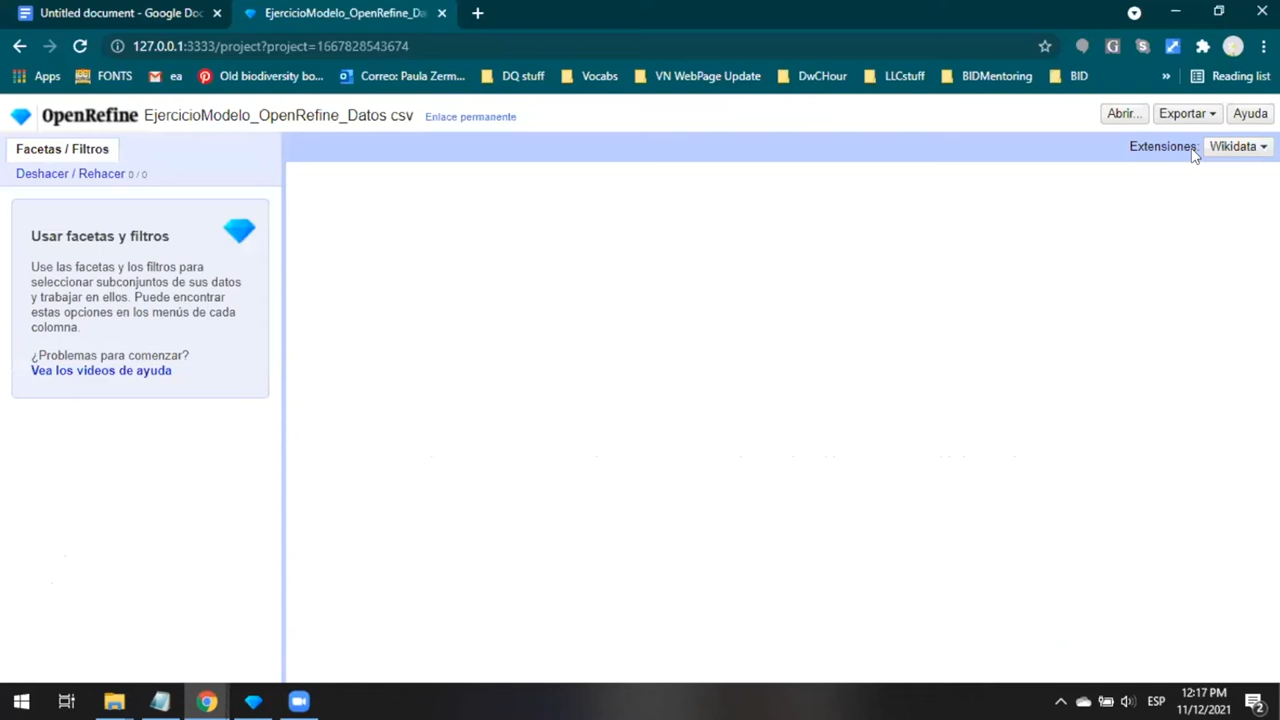 Untitled document - Google Doc
EjercicioModelo_OpenRefine_Da
127.0.0.1:3333/project?project=1667828543674
Apps
FONTS
ea
Old biodiversity bo...
Correo: Paula Zerm...
DQ stuff
Vocabs
VN WebPage Update
DwCHour
LLCstuff
BIDMentoring
BID
»
Reading list
OpenRefine EjercicioModelo_OpenRefine_Datos csv Enlace permanente
Abrir...
Exportar
Ayuda
Facetas / Filtros
Extensiones:
Wikidata
Deshacer / Rehacer 0 / 0
Usar facetas y filtros
Use las facetas y los filtros para
seleccionar subconjuntos de sus datos
y trabajar en ellos. Puede encontrar
estas opciones en los menús de cada
colomna.
¿Problemas para comenzar?
Vea los videos de ayuda
ESP
12:17 PM
11/12/2021
2